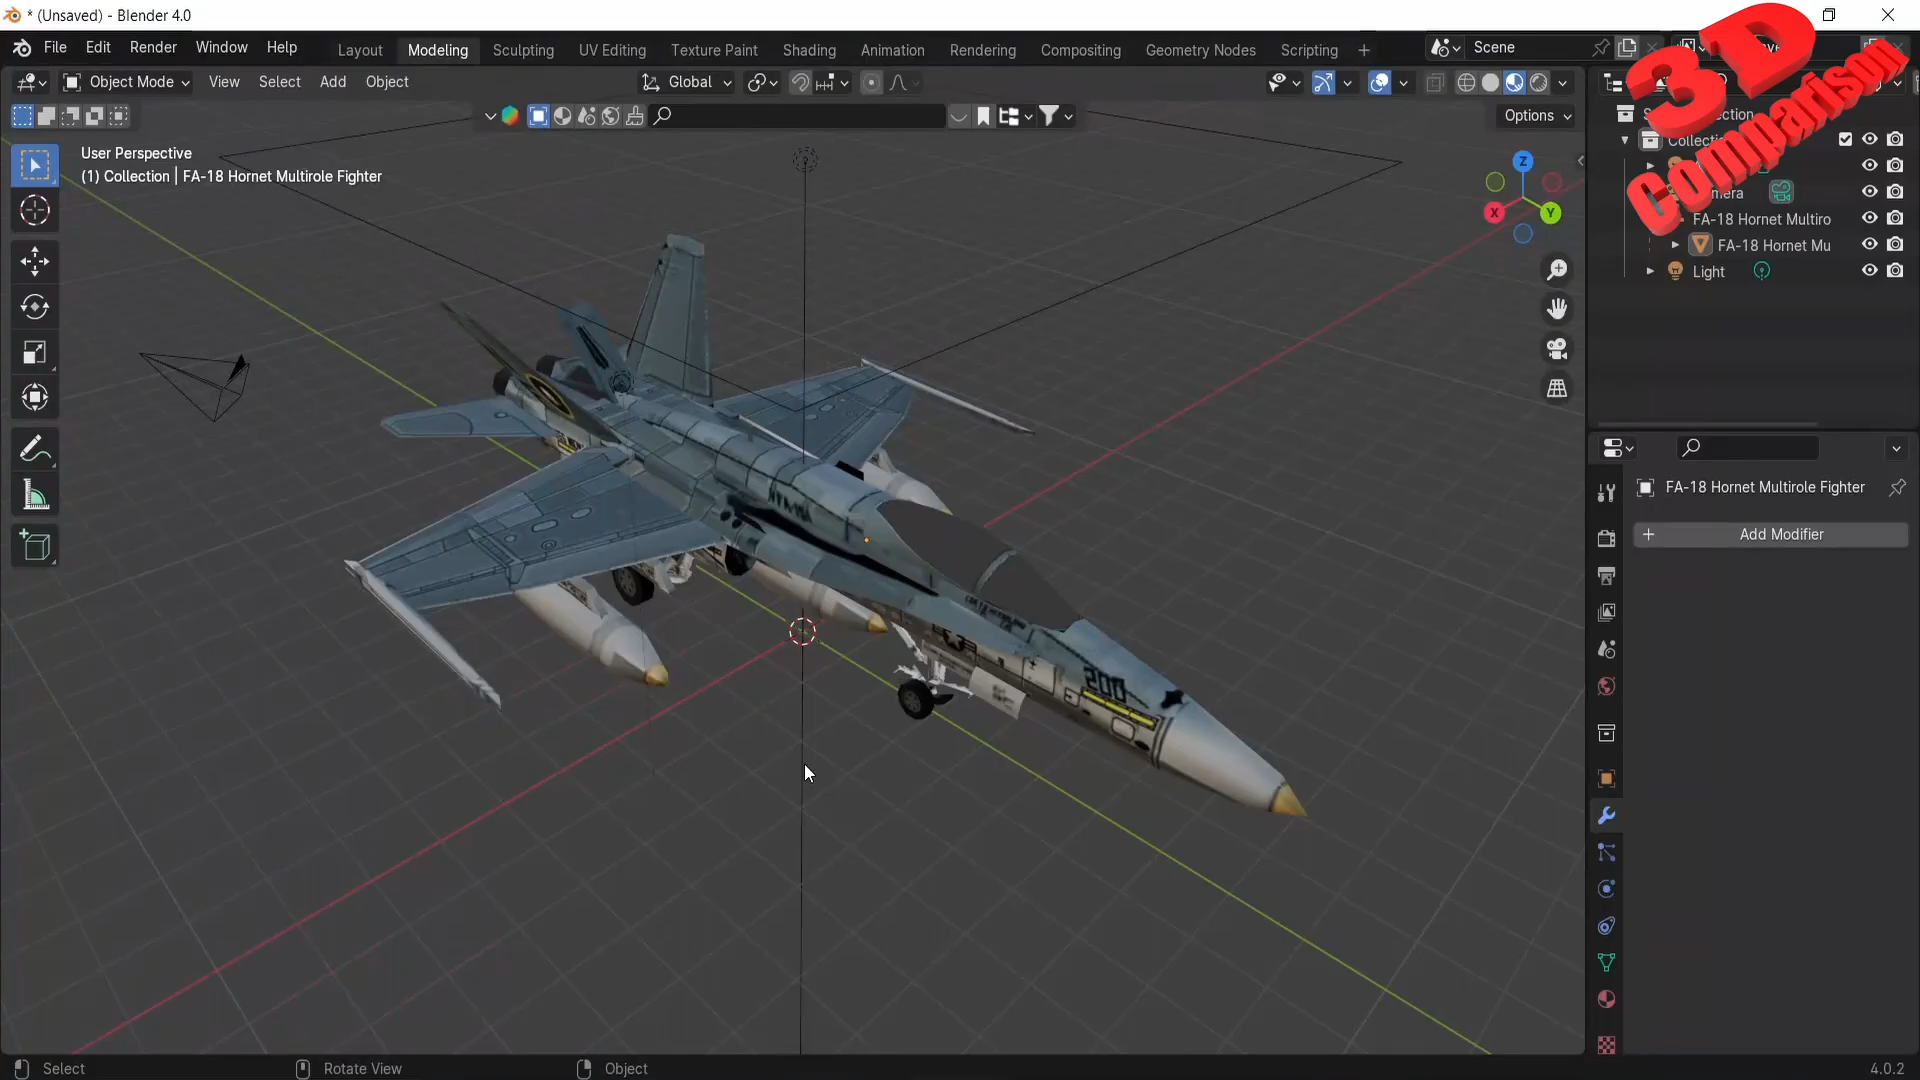 * (Unsaved) - Blender 4.0
File Edit Render Window Help
Layout Modeling Sculpting UV Editing Texture Paint Shading Animation Rendering Compositing Geometry Nodes Scripting +
Scene
3D
Comparison
Object Mode View Select Add Object
Global
Options
User Perspective
(1) Collection | FA-18 Hornet Multirole Fighter
Z
X
Y
FA-18 Hornet Multiro
FA-18 Hornet Mu
Light
FA-18 Hornet Multirole Fighter
+ Add Modifier
200
Select Rotate View Object
4.0.2